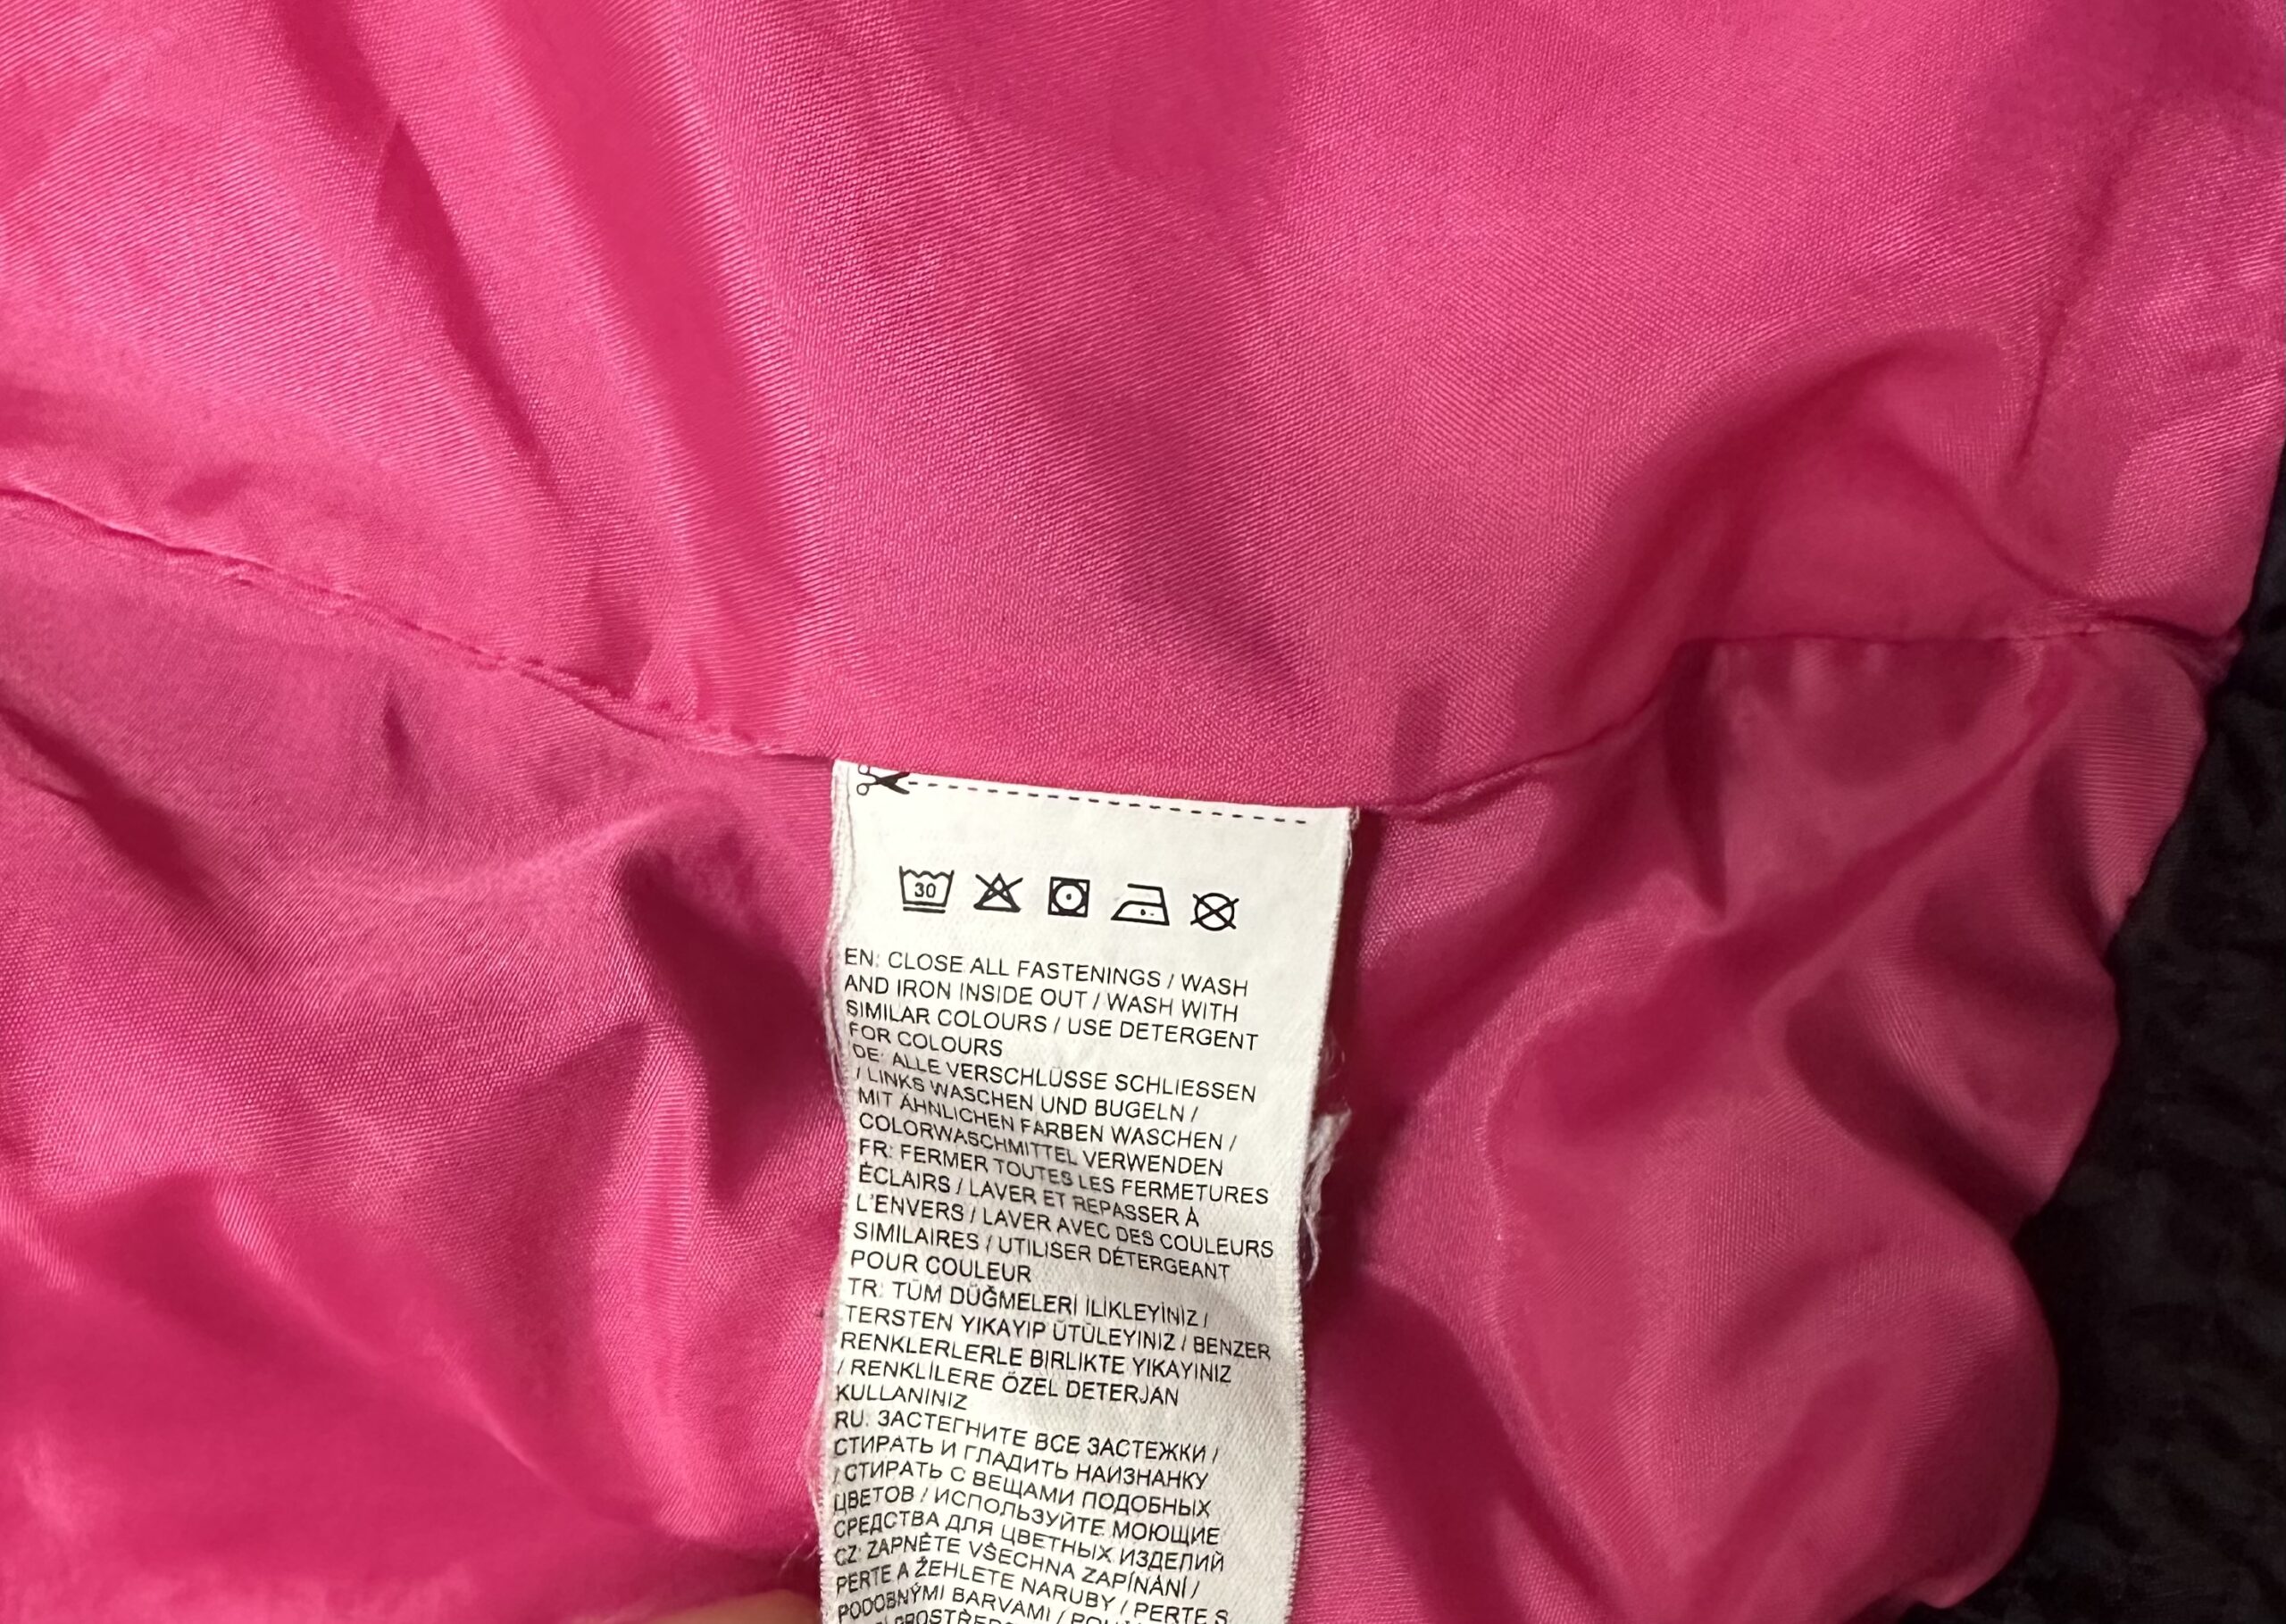 30
EN: CLOSE ALL FASTENINGS / WASH
AND IRON INSIDE OUT / WASH WITH
SIMILAR COLOURS / USE DETERGENT
FOR COLOURS
DE: ALLE VERSCHLÜSSE SCHLIESSEN
/ LINKS WASCHEN UND BUGELN /
MIT ÄHNLICHEN FARBEN WASCHEN /
COLORWASCHMITTEL VERWENDEN
FR: FERMER TOUTES LES FERMETURES
ÉCLAIRS / LAVER ET REPASSER À
L'ENVERS / LAVER AVEC DES COULEURS
SIMILAIRES / UTILISER DÉTERGEANT
POUR COULEUR
TR: TÜM DÜĞMELERİ İLİKLEYİNİZ /
TERSTEN YIKAYIP ÜTÜLEYINIZ / BENZER
RENKLERLERLE BIRLIKTE YIKAYINIZ
/ RENKLİLERE ÖZEL DETERJAN
KULLANINIZ
RU: ЗАСТЕГНИТЕ ВСЕ ЗАСТЕЖКИ /
СТИРАТЬ И ГЛАДИТЬ НАИЗНАНКУ
/ СТИРАТЬ С ВЕЩАМИ ПОДОБНЫХ
ЦВЕТОВ / ИСПОЛЬЗУЙТЕ МОЮЩИЕ
СРЕДСТВА ДЛЯ ЦВЕТНЫХ ИЗДЕЛИЙ
CZ: ZAPNĚTE VŠECHNA ZAPÍNÁNÍ /
PERTE A ŽEHLETE NARUBY / PERTE S
PODOBNÝMI BARVAMI /